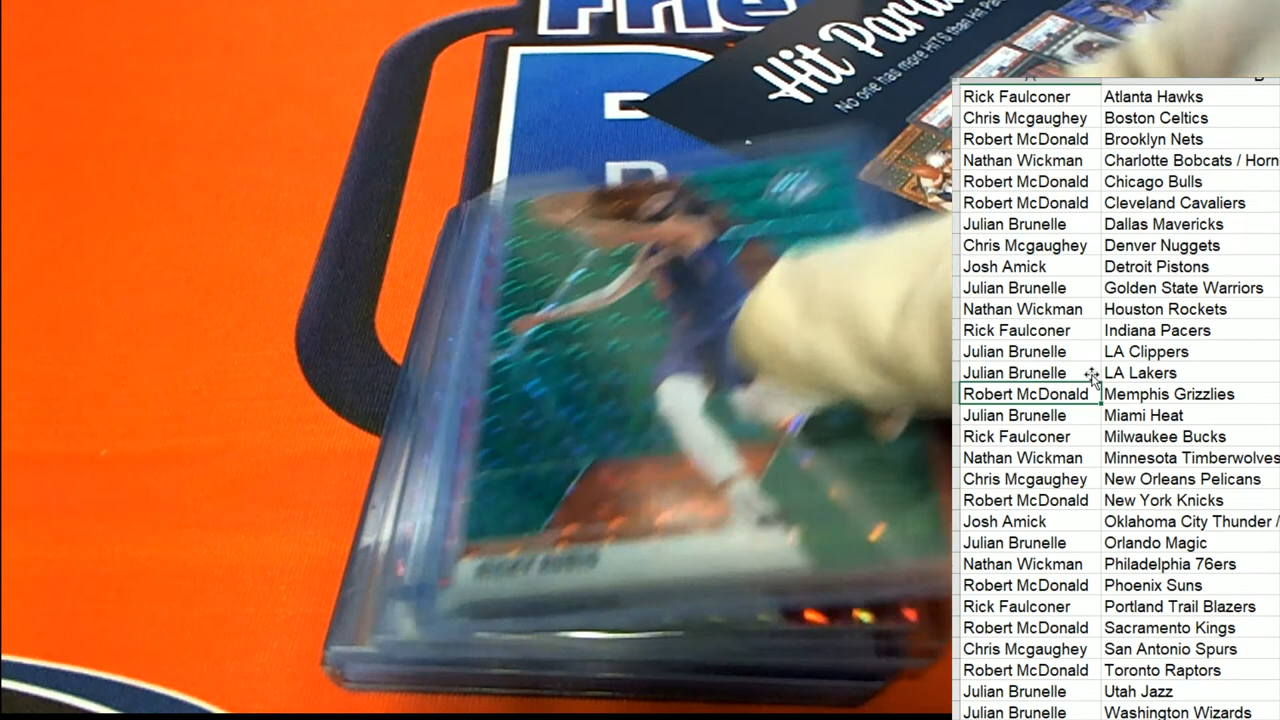 Hit Para
No one has more HITS than Hit Pa
RICKY RUBIO
Rick Faulconer Atlanta Hawks
Chris Mcgaughey Boston Celtics
Robert McDonald Brooklyn Nets
Nathan Wickman Charlotte Bobcats / Horn
Robert McDonald Chicago Bulls
Robert McDonald Cleveland Cavaliers
Julian Brunelle Dallas Mavericks
Chris Mcgaughey Denver Nuggets
Josh Amick Detroit Pistons
Julian Brunelle Golden State Warriors
Nathan Wickman Houston Rockets
Rick Faulconer Indiana Pacers
Julian Brunelle LA Clippers
Julian Brunelle LA Lakers
Robert McDonald Memphis Grizzlies
Julian Brunelle Miami Heat
Rick Faulconer Milwaukee Bucks
Nathan Wickman Minnesota Timberwolves
Chris Mcgaughey New Orleans Pelicans
Robert McDonald New York Knicks
Josh Amick Oklahoma City Thunder /
Julian Brunelle Orlando Magic
Nathan Wickman Philadelphia 76ers
Robert McDonald Phoenix Suns
Rick Faulconer Portland Trail Blazers
Robert McDonald Sacramento Kings
Chris Mcgaughey San Antonio Spurs
Robert McDonald Toronto Raptors
Julian Brunelle Utah Jazz
Julian Brunelle Washington Wizards